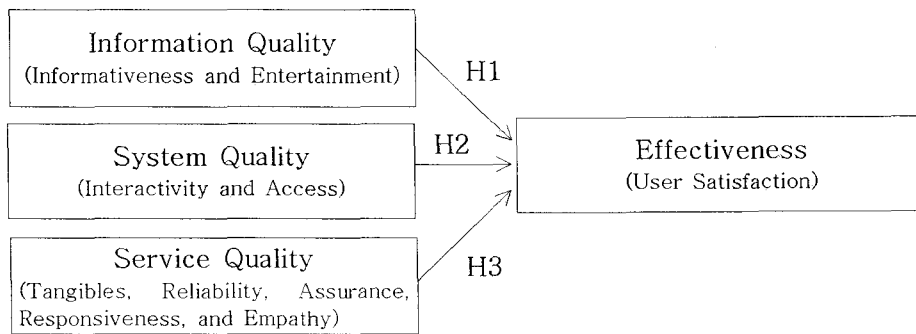 Information Quality
(Informativeness and Entertainment)
H1
System Quality
(Interactivity and Access)
H2
Effectiveness
(User Satisfaction)
Service Quality
(Tangibles, Reliability, Assurance,
Responsiveness, and Empathy)
H3